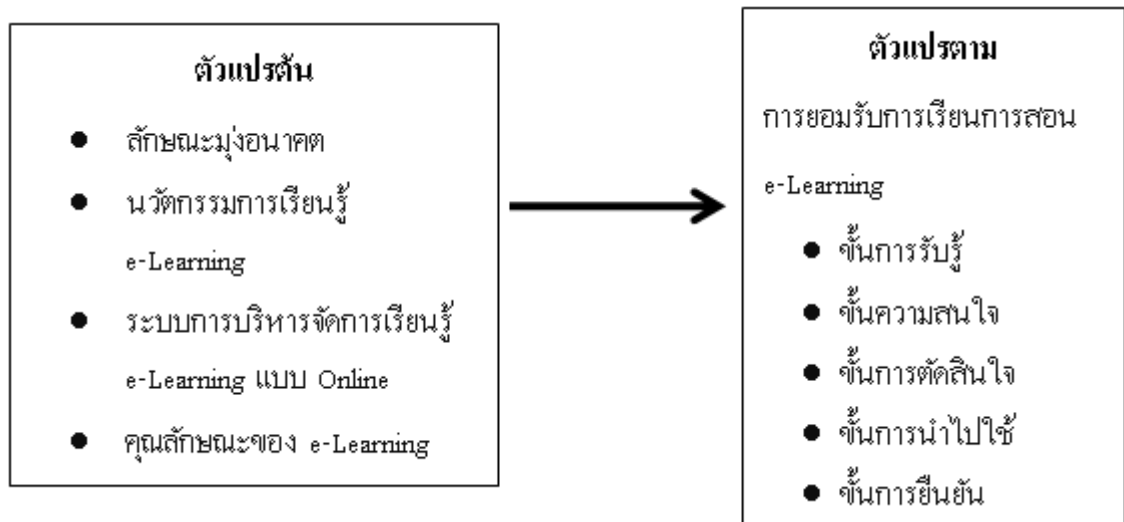 ตัวแปรต้น
● ลักษณะมุ่งอนาคต
● นวัตกรรมการเรียนรู้
e-Learning
● ระบบการบริหารจัดการเรียนรู้
e-Learning แบบ Online
● คุณลักษณะของ e-Learning
ตัวแปรตาม
การยอมรับการเรียนการสอน
e-Learning
● ขั้นการรับรู้
● ขั้นความสนใจ
● ขั้นการตัดสินใจ
● ขั้นการนำไปใช้
● ขั้นการยืนยัน